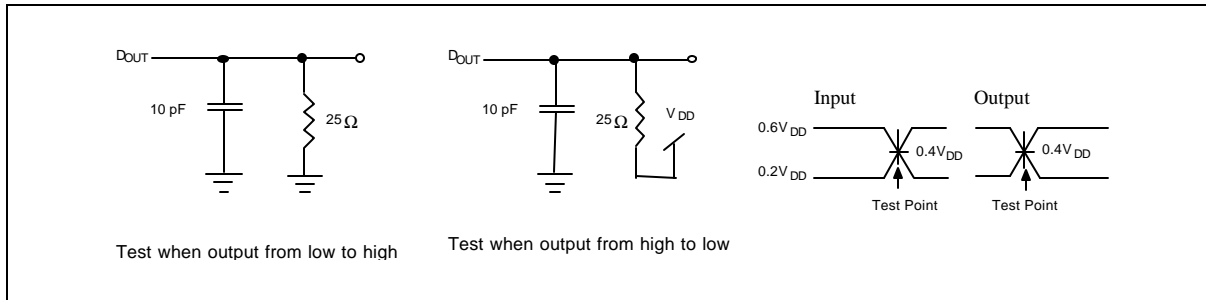 DOUT
10 pF
25Ω
Test when output from low to high
DOUT
10 pF
25Ω
VDD
Test when output from high to low
Input
Output
0.6VDD
0.4VDD
0.4VDD
0.2VDD
Test Point
Test Point